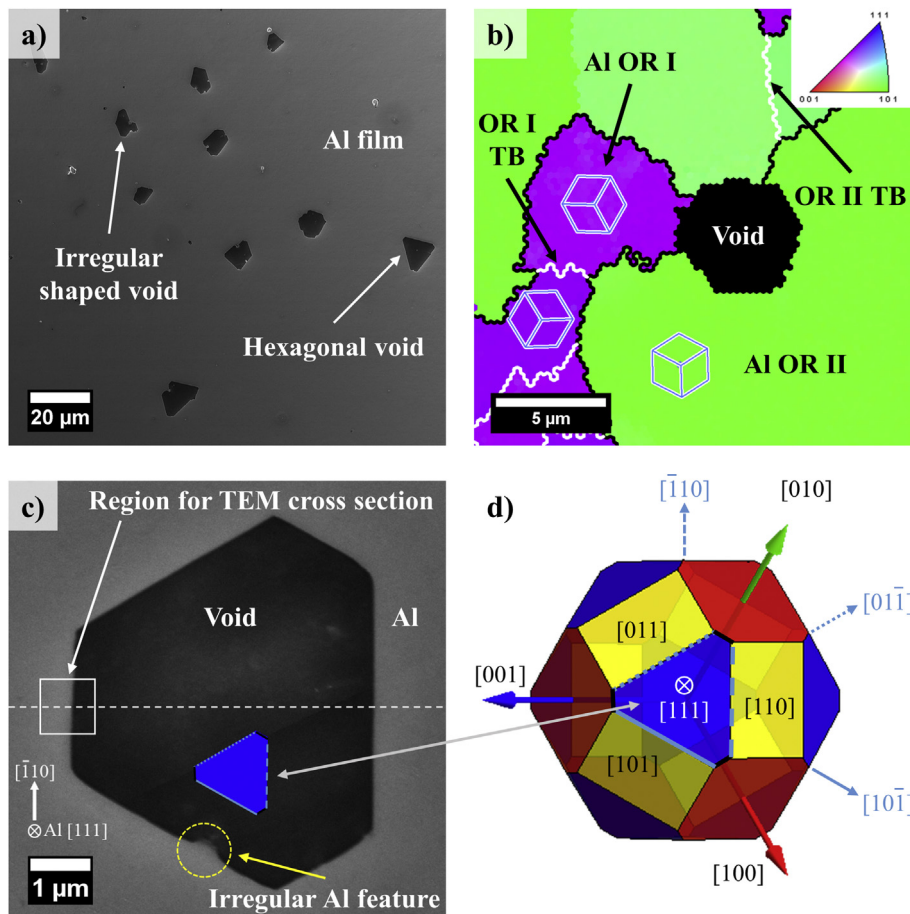 a)
Al film
Irregular
shaped void
Hexagonal void
20 µm
b)
Al OR I
OR I
TB
111
001
101
OR II TB
Void
Al OR II
5 µm
c)
Region for TEM cross section
Void
Al
[1̄10]
⊗Al [111]
1 µm
Irregular Al feature
d)
[1̄10]
[010]
[011̄]
[011]
[001]
⊗
[111]
[110]
[101]
[101̄]
[100]